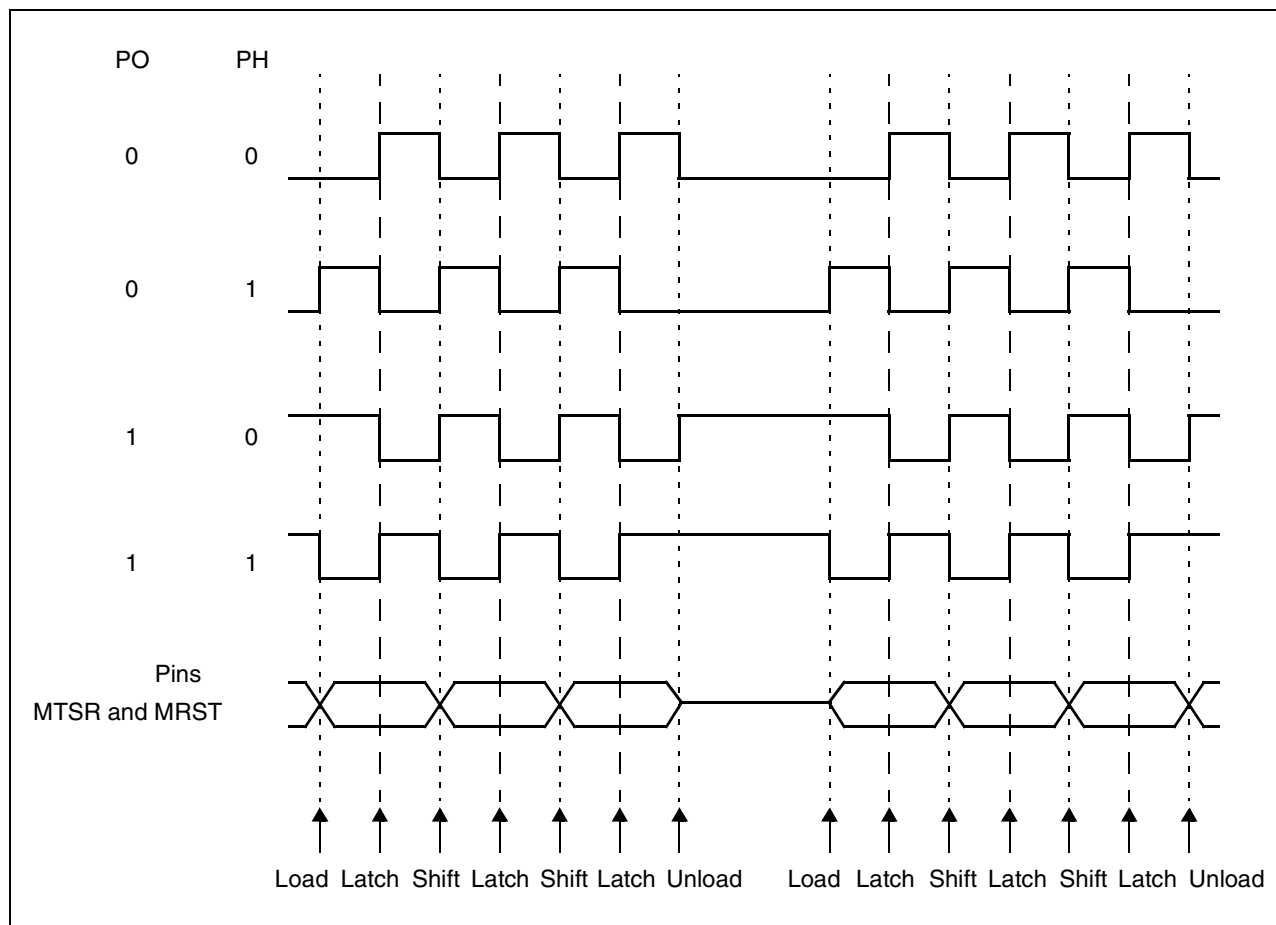 PO PH
0 0
0 1
1 0
1 1
Pins
MTSR and MRST
Load Latch Shift Latch Shift Latch Unload Load Latch Shift Latch Shift Latch Unload